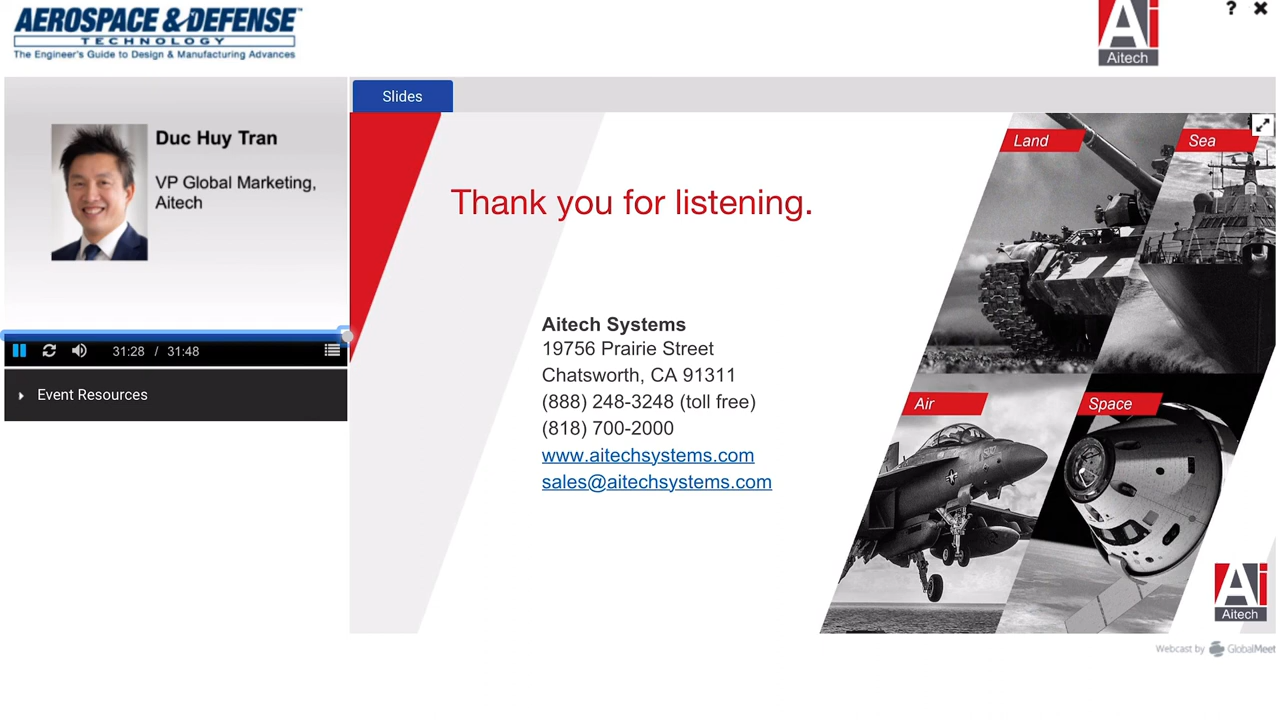 AEROSPACE & DEFENSE™
TECHNOLOGY
The Engineer's Guide to Design & Manufacturing Advances
Ai
Aitech
?
Slides
Duc Huy Tran
VP Global Marketing,
Aitech
31:28 / 31:48
Event Resources
Thank you for listening.
Aitech Systems
19756 Prairie Street
Chatsworth, CA 91311
(888) 248-3248 (toll free)
(818) 700-2000
www.aitechsystems.com
sales@aitechsystems.com
Land
Sea
Air
Space
Ai
Aitech
Webcast by GlobalMeet